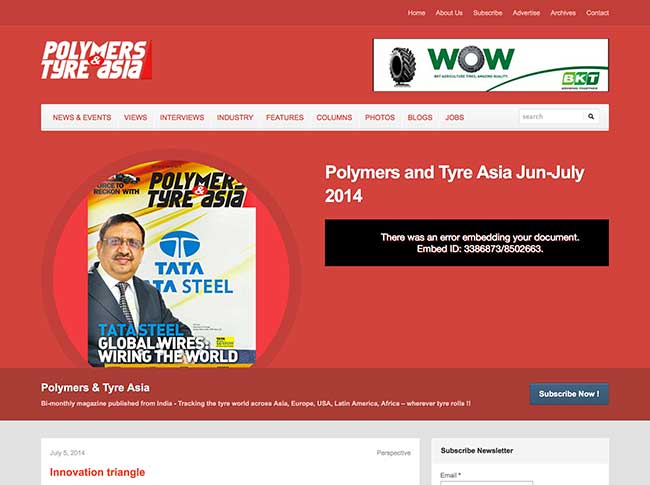 Home About Us Subscribe Advertise Archives Contact
POLYMERS
& TYRE asia
WOW
BKT AGRICULTURE TIRES, AMAZING QUALITY.
BKT
GROWING TOGETHER
NEWS & EVENTS VIEWS INTERVIEWS INDUSTRY FEATURES COLUMNS PHOTOS BLOGS JOBS search
Polymers and Tyre Asia Jun-July
2014
There was an error embedding your document.
Embed ID: 3386873/8502663.
RECKON WITH
POLYMERS
& TYRE asia
TATA
TATA STEEL
TATA STEEL
GLOBAL WIRES:
WIRING THE WORLD
Polymers & Tyre Asia
Bi-monthly magazine published from India - Tracking the tyre world across Asia, Europe, USA, Latin America, Africa – wherever tyre rolls !!
Subscribe Now !
July 5, 2014 Perspective
Innovation triangle
Subscribe Newsletter
Email *